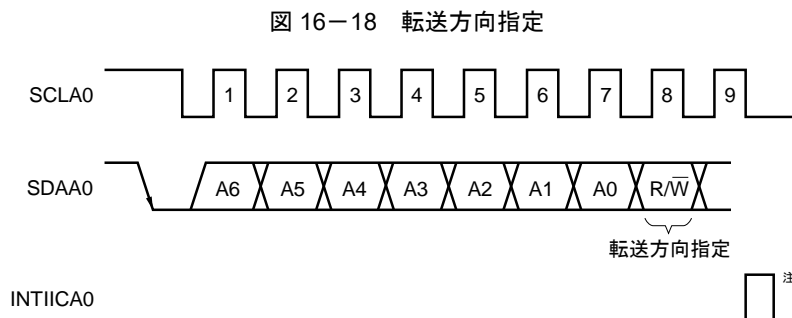 図 16－18　転送方向指定
SCLA0 1 2 3 4 5 6 7 8 9
SDAA0 A6 A5 A4 A3 A2 A1 A0 R/W̅
転送方向指定
注
INTIICA0